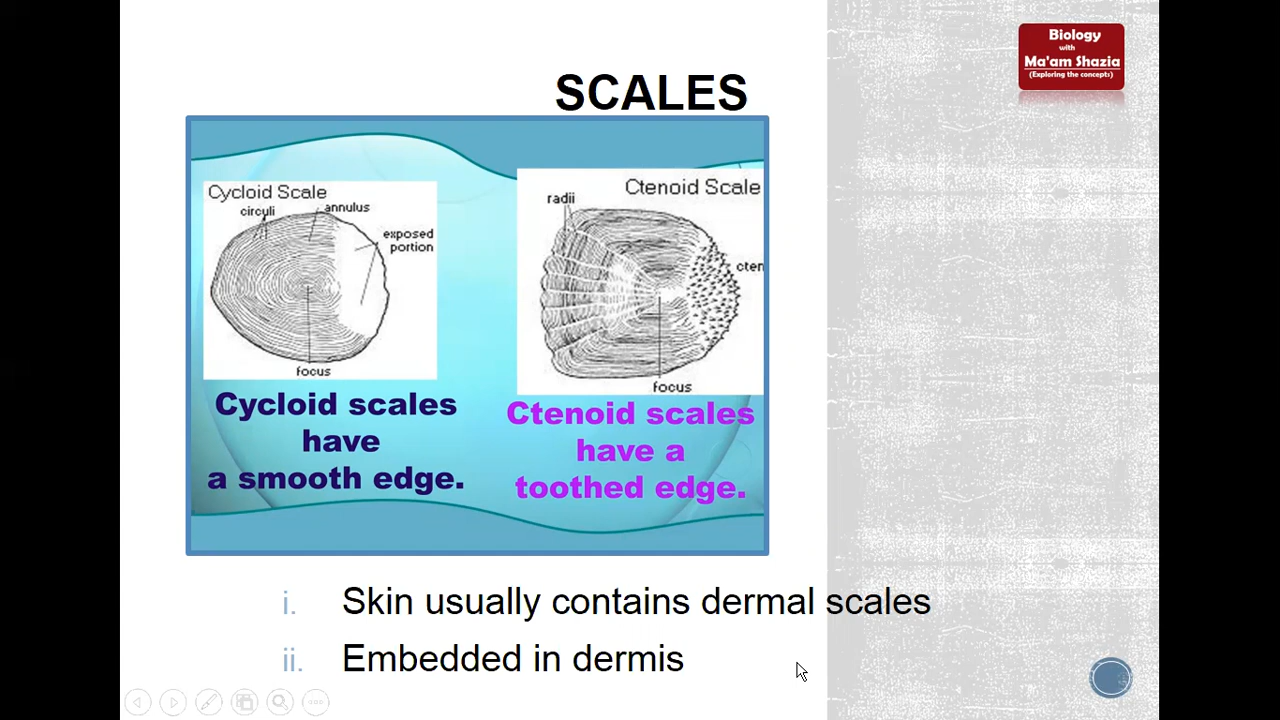 Biology
with
Ma'am Shazia
(Exploring the concepts)
SCALES
Cycloid Scale
circuli
annulus
exposed
portion
focus
Cycloid scales
have
a smooth edge.
Ctenoid Scale
radii
cten
focus
Ctenoid scales
have a
toothed edge.
i. Skin usually contains dermal scales
ii. Embedded in dermis